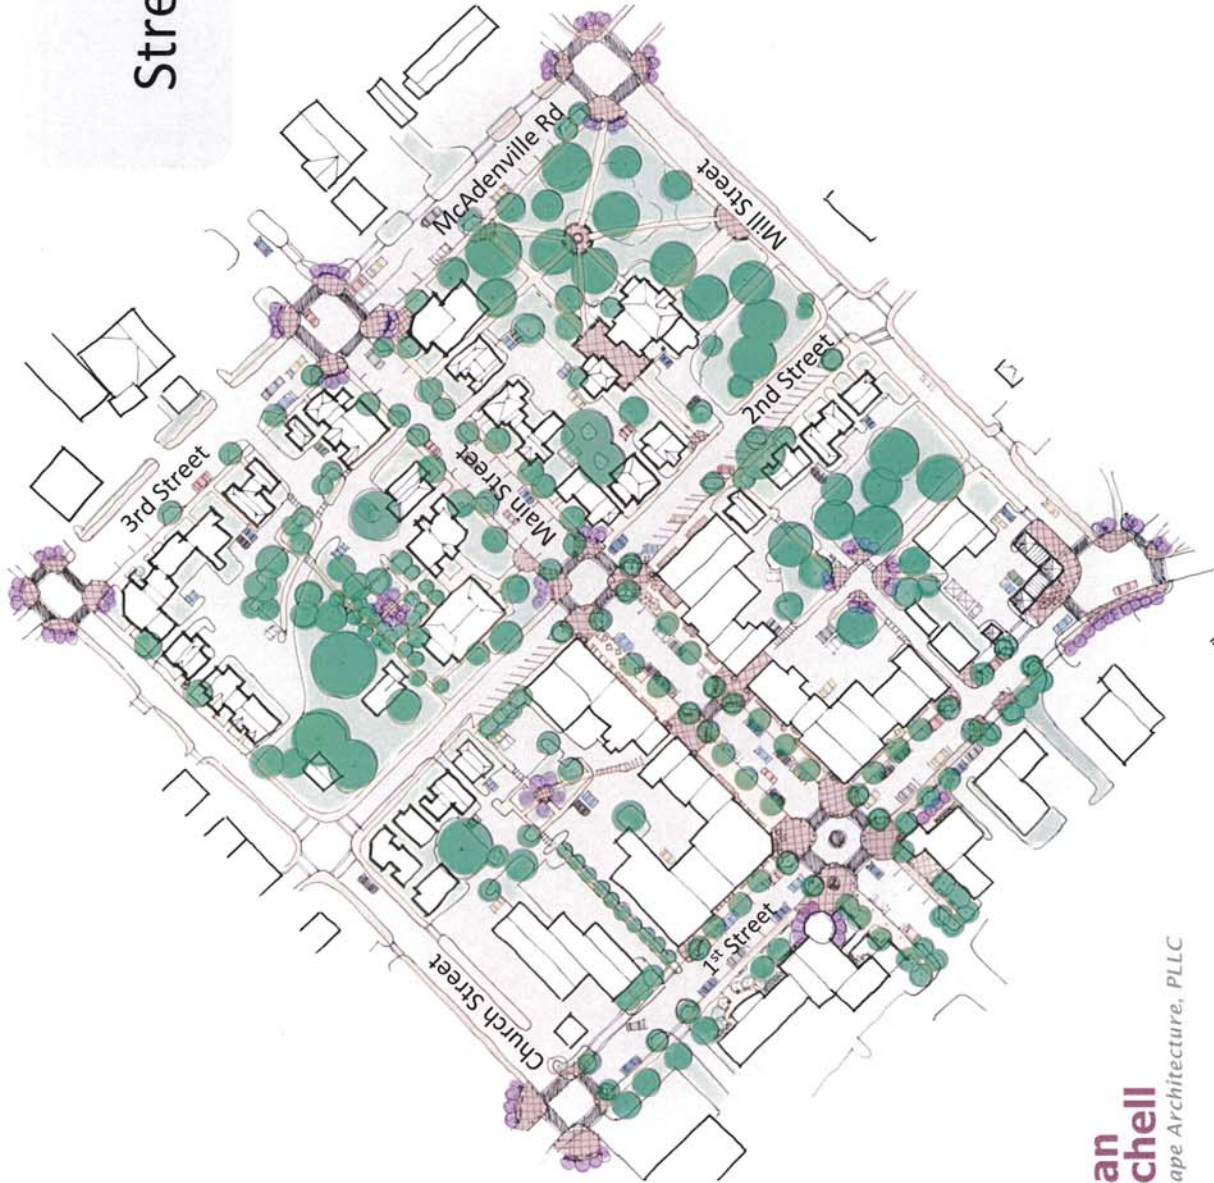 Stre
McAdenville Rd
Mill Street
3rd Street
Main Street
2nd Street
1st Street
Church Street
an
chell
ape Architecture, PLLC